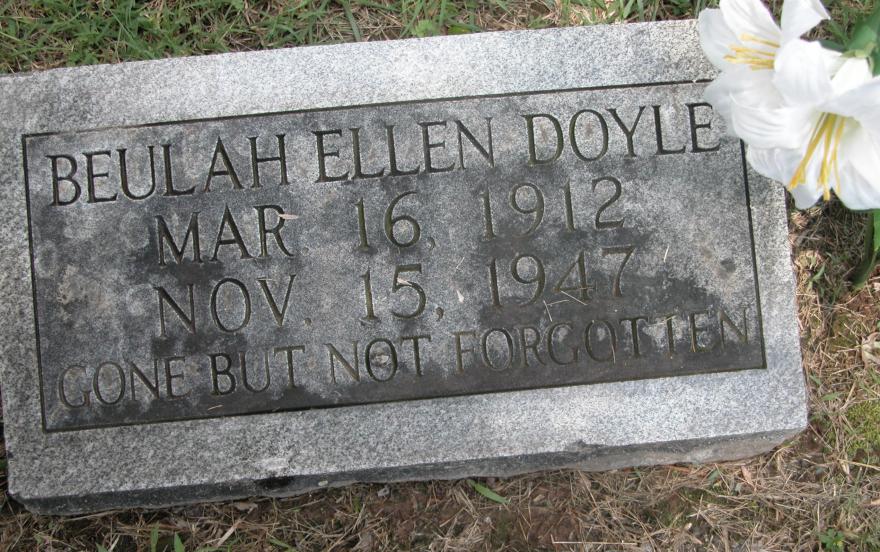 BEULAH ELLEN DOYLE
MAR. 16, 1912
NOV. 15, 1947
GONE BUT NOT FORGOTTEN